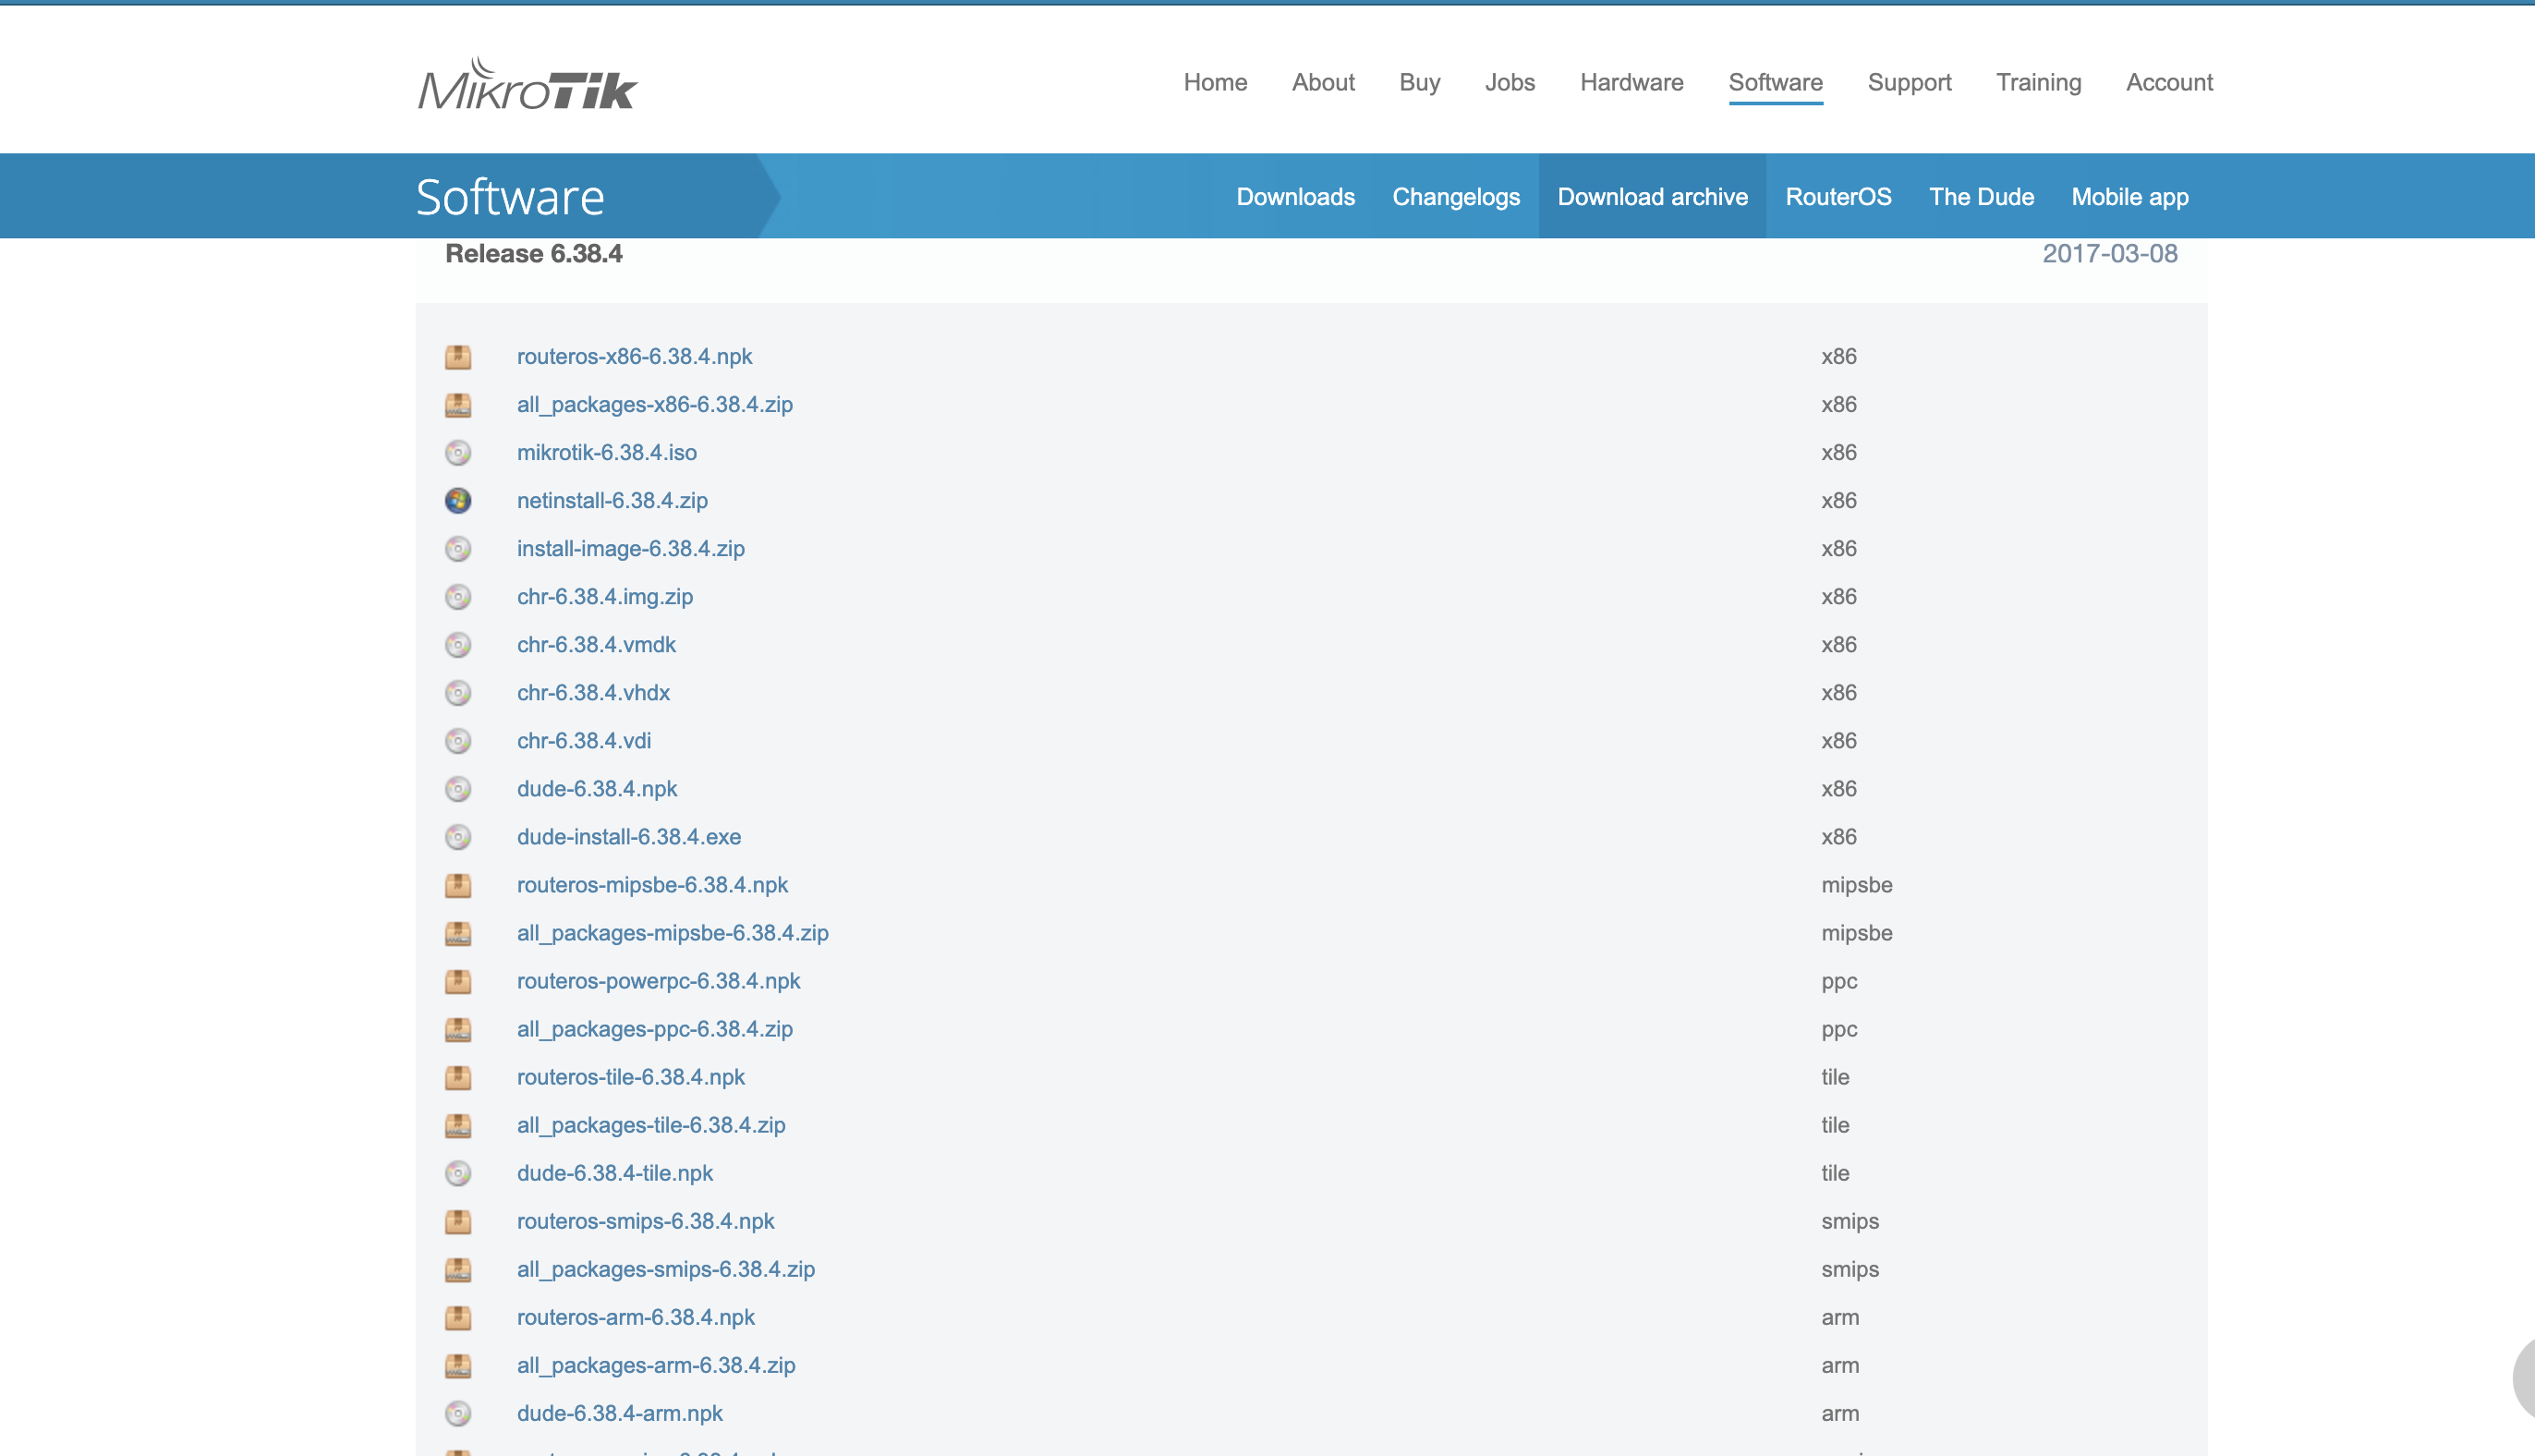 MikroTik
Home About Buy Jobs Hardware Software Support Training Account
Software
Downloads Changelogs Download archive RouterOS The Dude Mobile app
Release 6.38.4 2017-03-08
routeros-x86-6.38.4.npk x86
all_packages-x86-6.38.4.zip x86
mikrotik-6.38.4.iso x86
netinstall-6.38.4.zip x86
install-image-6.38.4.zip x86
chr-6.38.4.img.zip x86
chr-6.38.4.vmdk x86
chr-6.38.4.vhdx x86
chr-6.38.4.vdi x86
dude-6.38.4.npk x86
dude-install-6.38.4.exe x86
routeros-mipsbe-6.38.4.npk mipsbe
all_packages-mipsbe-6.38.4.zip mipsbe
routeros-powerpc-6.38.4.npk ppc
all_packages-ppc-6.38.4.zip ppc
routeros-tile-6.38.4.npk tile
all_packages-tile-6.38.4.zip tile
dude-6.38.4-tile.npk tile
routeros-smips-6.38.4.npk smips
all_packages-smips-6.38.4.zip smips
routeros-arm-6.38.4.npk arm
all_packages-arm-6.38.4.zip arm
dude-6.38.4-arm.npk arm